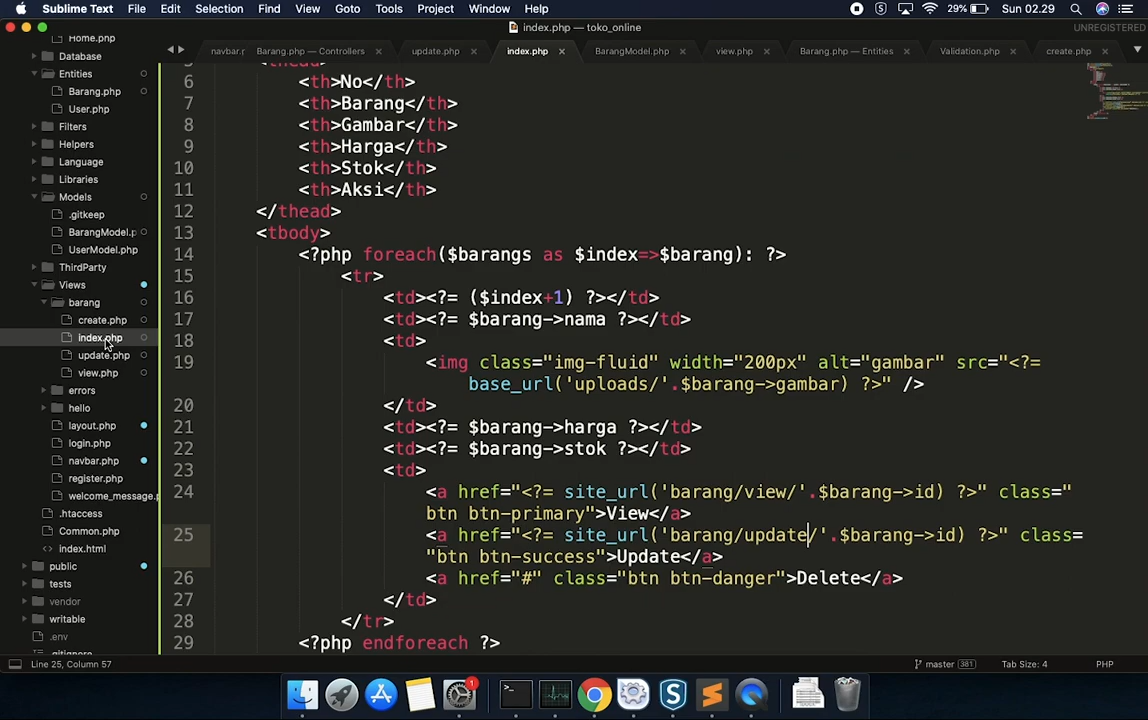 Sublime Text File Edit Selection Find View Goto Tools Project Window Help 29% Sun 02.29
index.php — toko_online UNREGISTERED
navbar.p Barang.php — Controllers update.php index.php BarangModel.php view.php Barang.php — Entities Validation.php create.php
Home.php
Database
Entities
Barang.php
User.php
Filters
Helpers
Language
Libraries
Models
.gitkeep
BarangModel.p
UserModel.php
ThirdParty
Views
barang
create.php
index.php
update.php
view.php
errors
hello
layout.php
login.php
navbar.php
register.php
welcome_message.p
.htaccess
Common.php
index.html
public
tests
vendor
writable
.env
.gitignore
5 <thead>
6 <th>No</th>
7 <th>Barang</th>
8 <th>Gambar</th>
9 <th>Harga</th>
10 <th>Stok</th>
11 <th>Aksi</th>
12 </thead>
13 <tbody>
14 <?php foreach($barangs as $index=>$barang): ?>
15 <tr>
16 <td><?= ($index+1) ?></td>
17 <td><?= $barang->nama ?></td>
18 <td>
19 <img class="img-fluid" width="200px" alt="gambar" src="<?=
base_url('uploads/'.$barang->gambar) ?>" />
20 </td>
21 <td><?= $barang->harga ?></td>
22 <td><?= $barang->stok ?></td>
23 <td>
24 <a href="<?= site_url('barang/view/'.$barang->id) ?>" class="
btn btn-primary">View</a>
25 <a href="<?= site_url('barang/update/'.$barang->id) ?>" class=
"btn btn-success">Update</a>
26 <a href="#" class="btn btn-danger">Delete</a>
27 </td>
28 </tr>
29 <?php endforeach ?>
Line 25, Column 57 master 381 Tab Size: 4 PHP
1